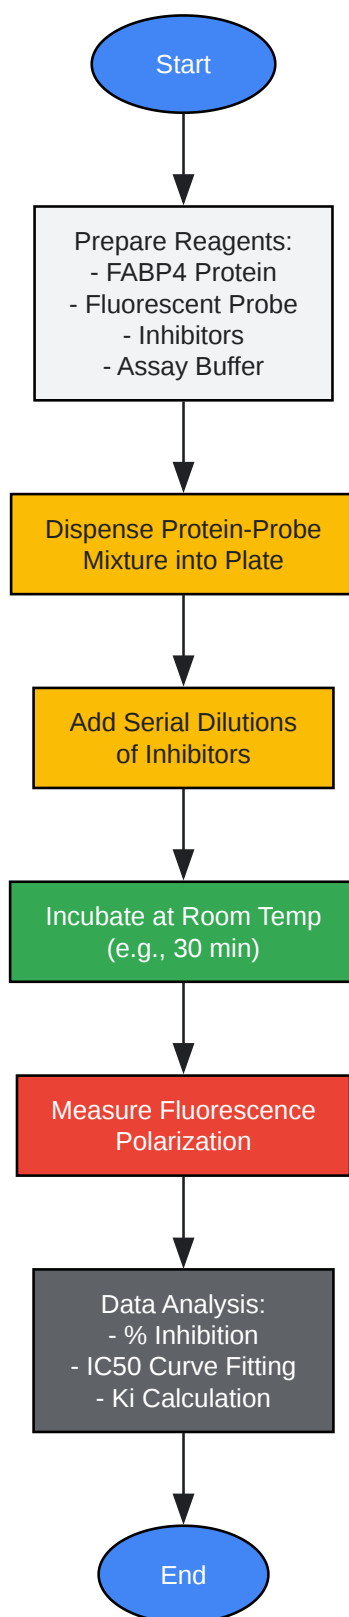 Start
Prepare Reagents:
- FABP4 Protein
- Fluorescent Probe
- Inhibitors
- Assay Buffer
Dispense Protein-Probe
Mixture into Plate
Add Serial Dilutions
of Inhibitors
Incubate at Room Temp
(e.g., 30 min)
Measure Fluorescence
Polarization
Data Analysis:
- % Inhibition
- IC50 Curve Fitting
- Ki Calculation
End